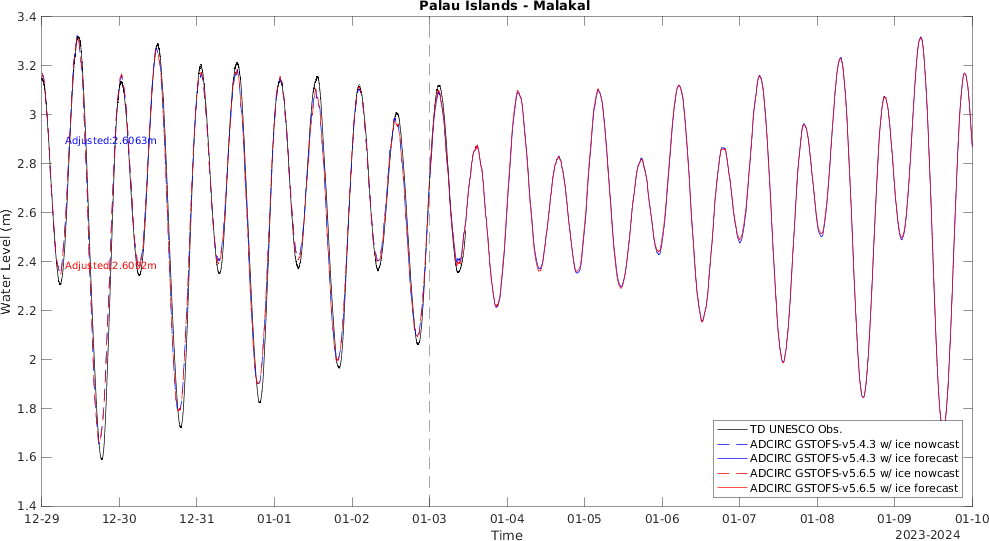 Palau Islands - Malakal
3.4
3.2
3
2.8
2.6
2.4
2.2
2
1.8
1.6
1.4
Water Level (m)
Adjusted:2.6063m
Adjusted:2.6092m
TD UNESCO Obs.
ADCIRC GSTOFS-v5.4.3 w/ ice nowcast
ADCIRC GSTOFS-v5.4.3 w/ ice forecast
ADCIRC GSTOFS-v5.6.5 w/ ice nowcast
ADCIRC GSTOFS-v5.6.5 w/ ice forecast
12-29 12-30 12-31 01-01 01-02 01-03 01-04 01-05 01-06 01-07 01-08 01-09 01-10
Time
2023-2024